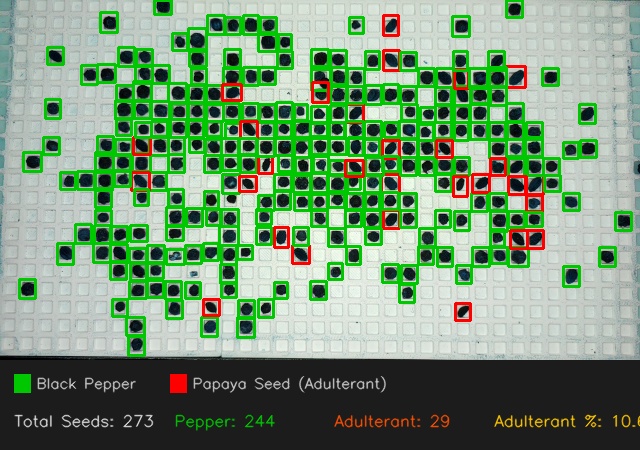 Black Pepper Papaya Seed (Adulterant)
Total Seeds: 273 Pepper: 244 Adulterant: 29 Adulterant %: 10.6